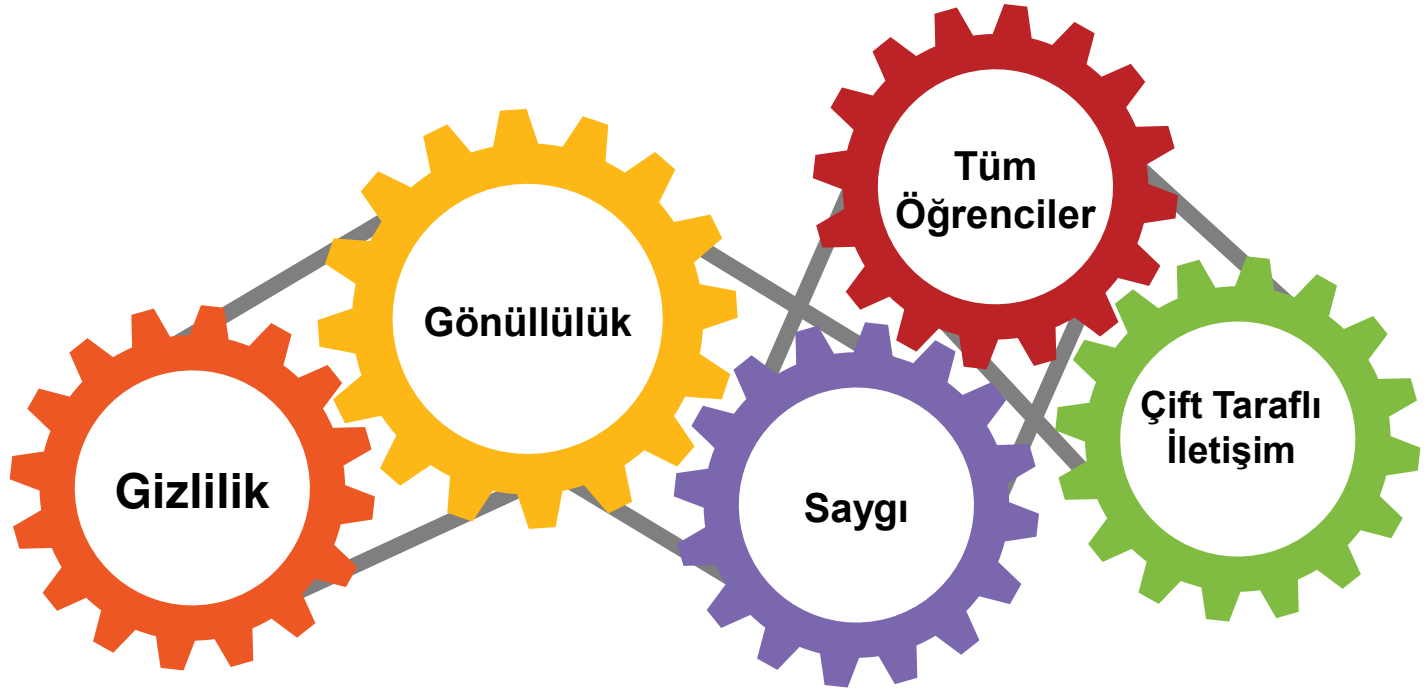 Gizlilik
Gönüllülük
Saygı
Tüm
Öğrenciler
Çift Taraflı
İletişim